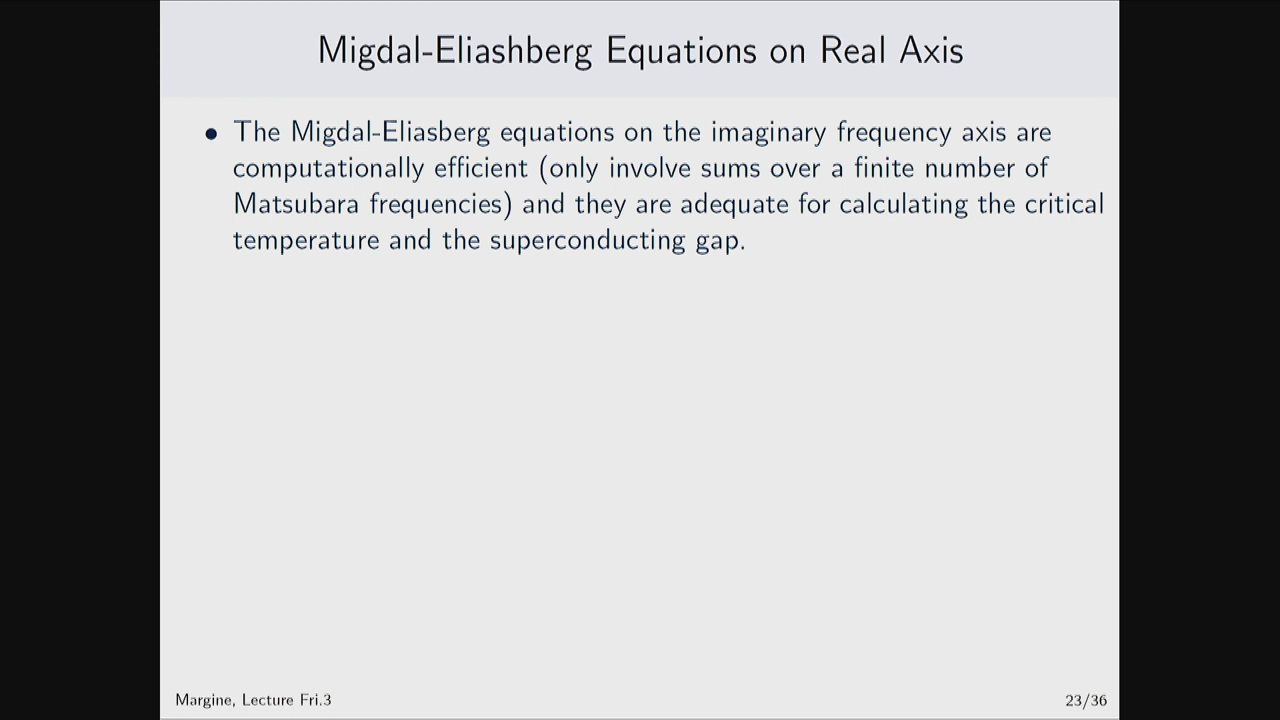 Migdal-Eliashberg Equations on Real Axis
• The Migdal-Eliasberg equations on the imaginary frequency axis are
computationally efficient (only involve sums over a finite number of
Matsubara frequencies) and they are adequate for calculating the critical
temperature and the superconducting gap.
Margine, Lecture Fri.3
23/36